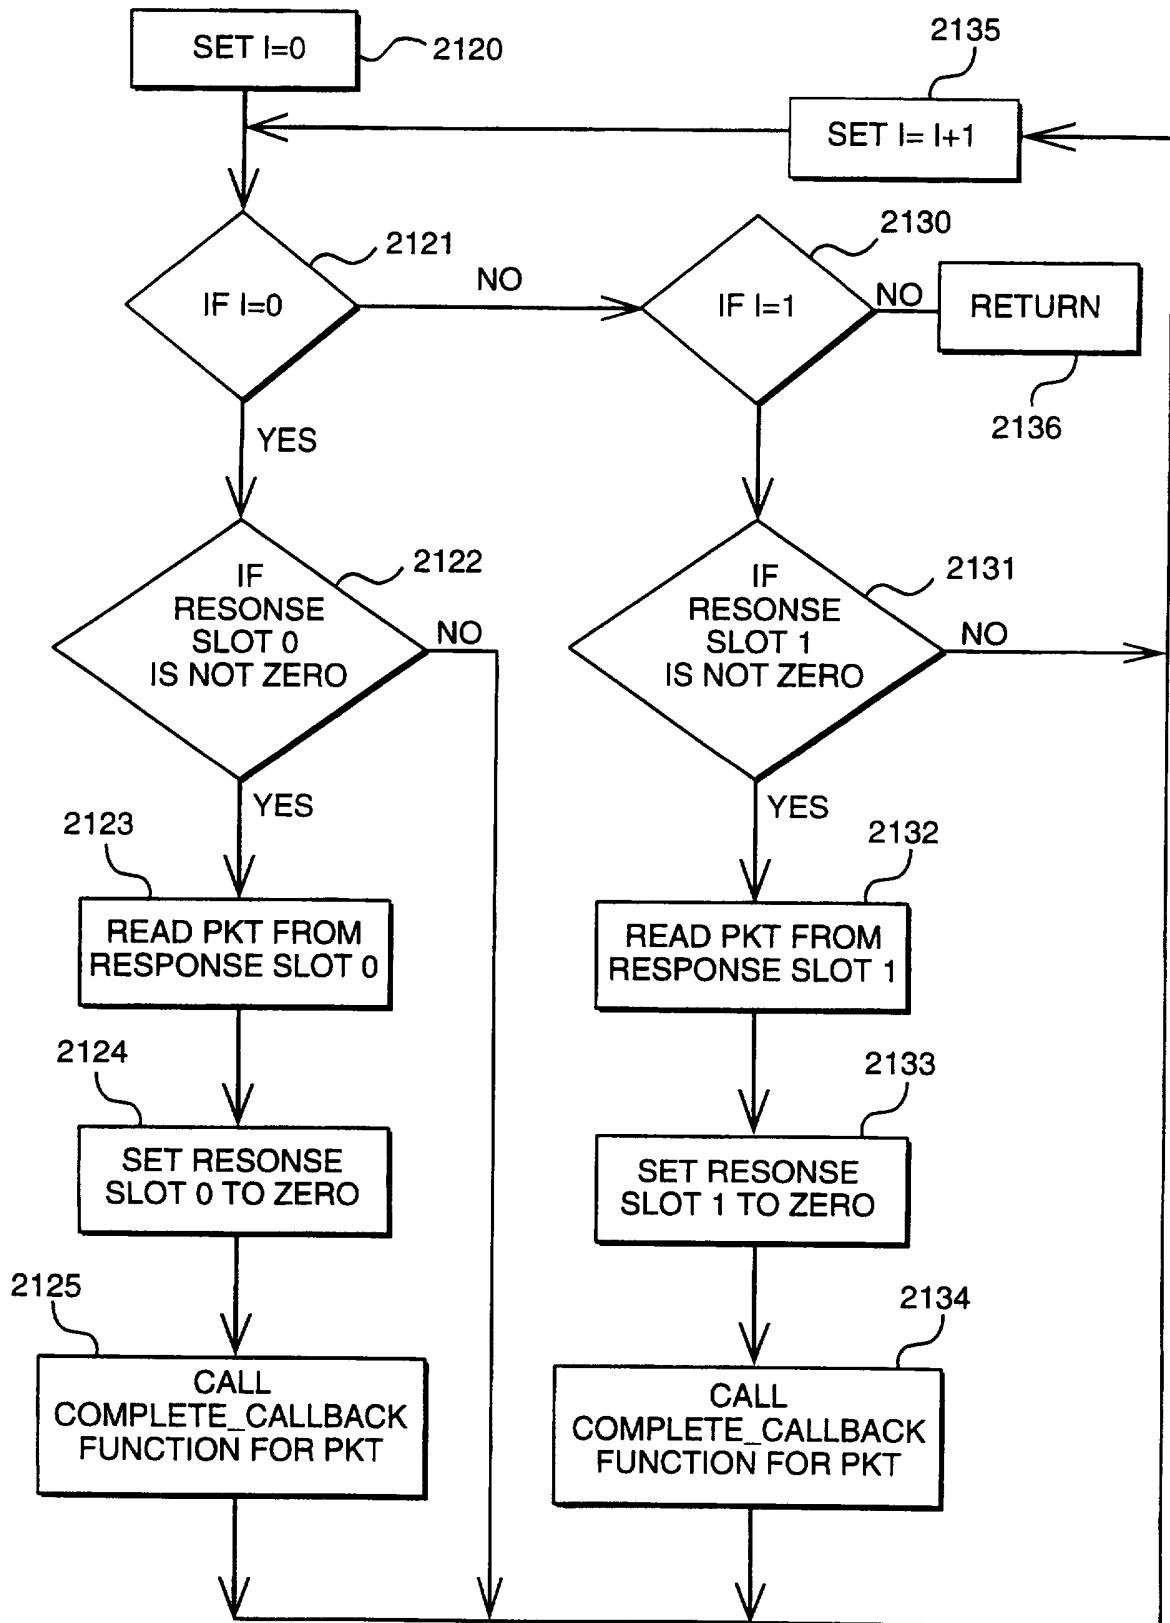 SET I=0
2120
2135
SET I= I+1
2121
IF I=0
NO
2130
IF I=1
NO
RETURN
2136
YES
2122
IF
RESONSE
SLOT 0
IS NOT ZERO
NO
2131
IF
RESONSE
SLOT 1
IS NOT ZERO
NO
YES
YES
2123
READ PKT FROM
RESPONSE SLOT 0
2132
READ PKT FROM
RESPONSE SLOT 1
2124
SET RESONSE
SLOT 0 TO ZERO
2133
SET RESONSE
SLOT 1 TO ZERO
2125
CALL
COMPLETE_CALLBACK
FUNCTION FOR PKT
2134
CALL
COMPLETE_CALLBACK
FUNCTION FOR PKT